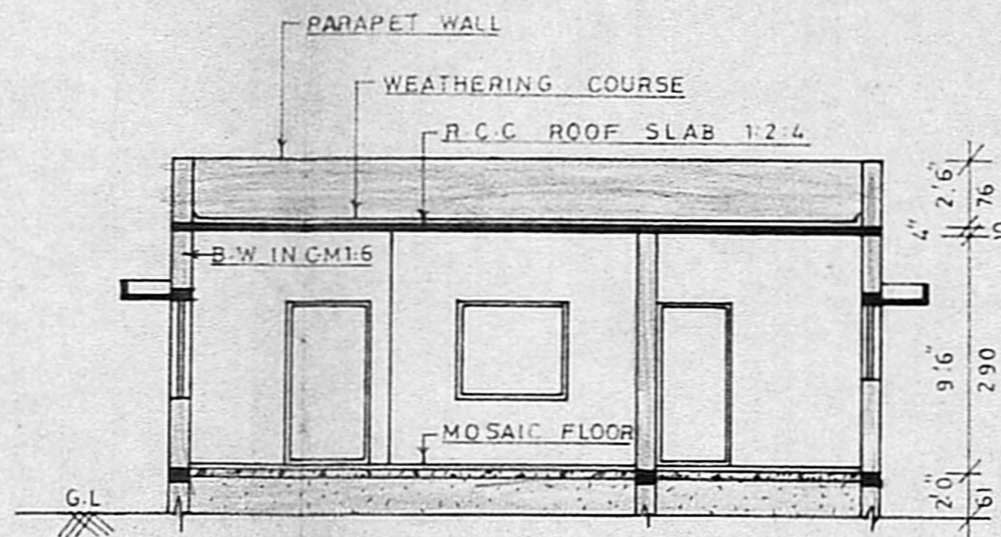 PARAPET WALL
WEATHERING COURSE
R.C.C ROOF SLAB 1:2:4
2'.6"
76
4"
10
B.W IN C.M 1:6
9'.6"
290
MOSAIC FLOOR
2'.0"
61
G.L